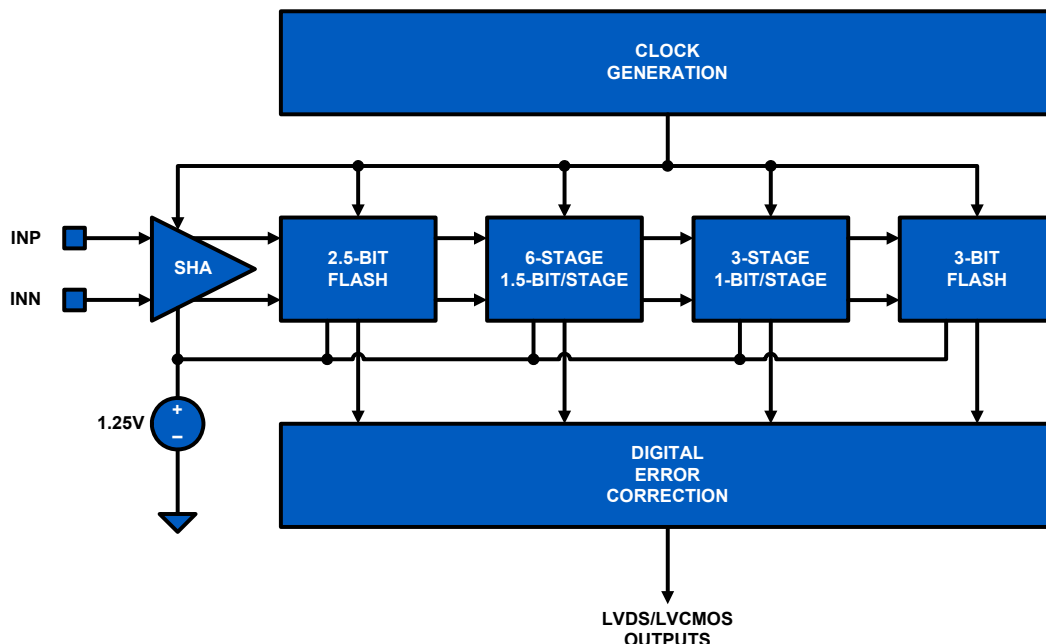 CLOCK
GENERATION
INP
INN
SHA
2.5-BIT
FLASH
6-STAGE
1.5-BIT/STAGE
3-STAGE
1-BIT/STAGE
3-BIT
FLASH
1.25V
+
−
DIGITAL
ERROR
CORRECTION
LVDS/LVCMOS
OUTPUTS